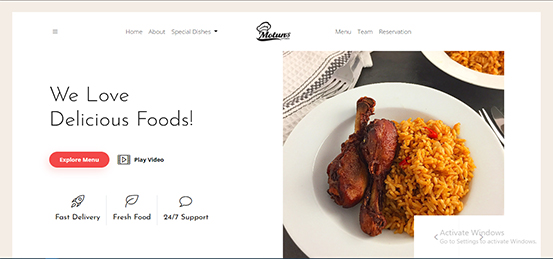 Home About Special Dishes
Motuns
Menu Team Reservation
We Love
Delicious Foods!
Explore Menu
Play Video
Fast Delivery
Fresh Food
24/7 Support
Activate Windows
Go to Settings to activate Windows.